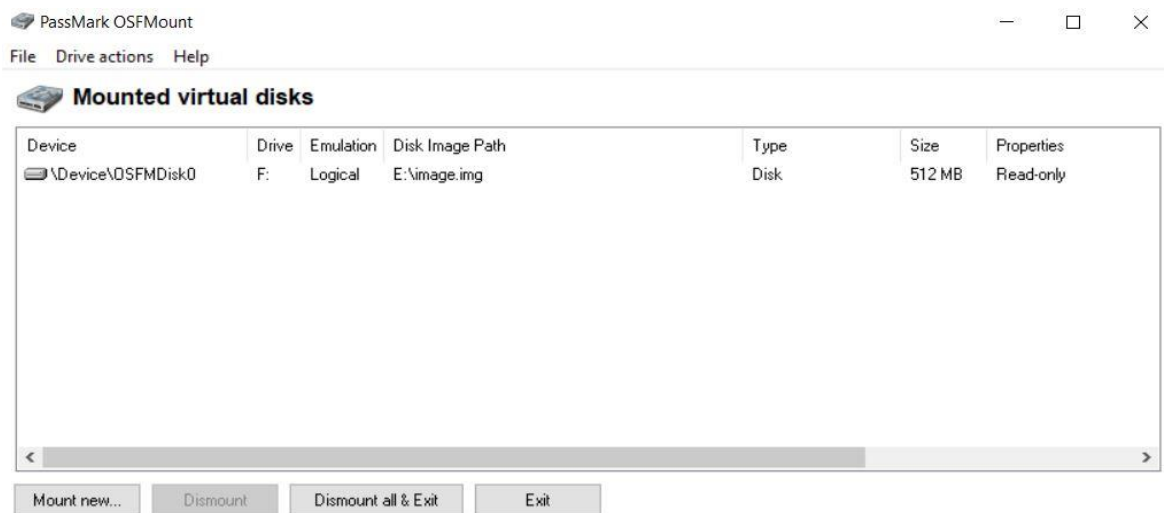 PassMark OSFMount
File Drive actions Help
Mounted virtual disks
Device Drive Emulation Disk Image Path Type Size Properties
\Device\OSFMDisk0 F: Logical E:\image.img Disk 512 MB Read-only
Mount new... Dismount Dismount all & Exit Exit